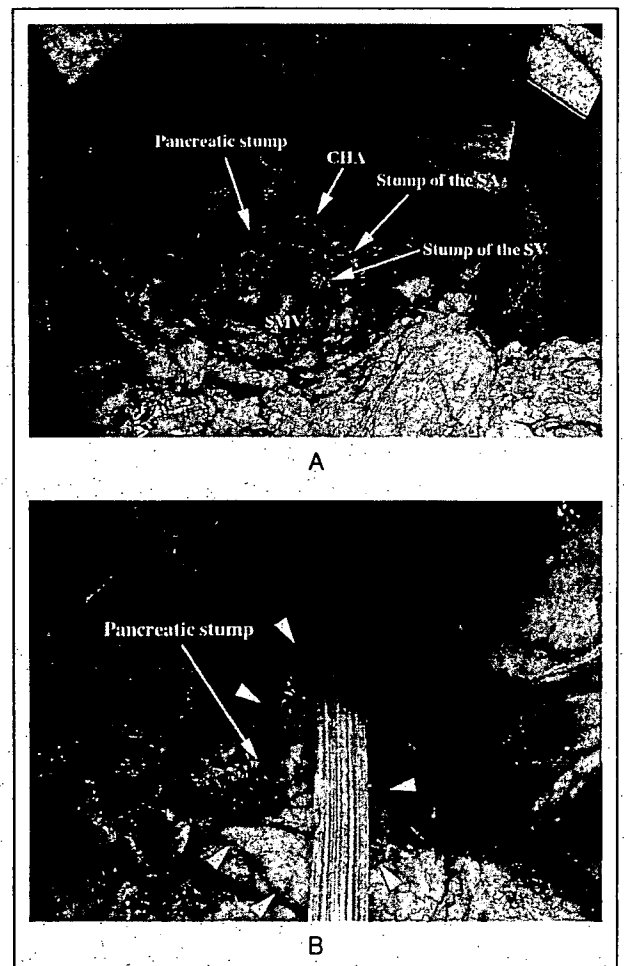 Pancreatic stump
CHA
Stump of the SA
Stump of the SV
SMV
A
Pancreatic stump
B